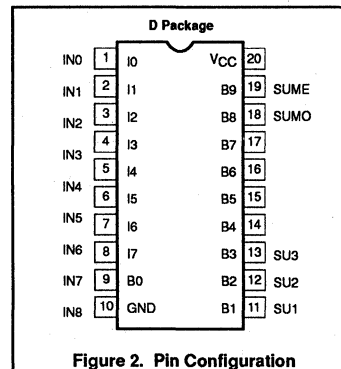 D Package
IN0 1 I0 VCC 20
IN1 2 I1 B9 19 SUME
IN2 3 I2 B8 18 SUMO
IN3 4 I3 B7 17
IN4 5 I4 B6 16
IN5 6 I5 B5 15
IN6 7 I6 B4 14
IN7 8 I7 B3 13 SU3
IN8 9 B0 B2 12 SU2
10 GND B1 11 SU1
Figure 2. Pin Configuration